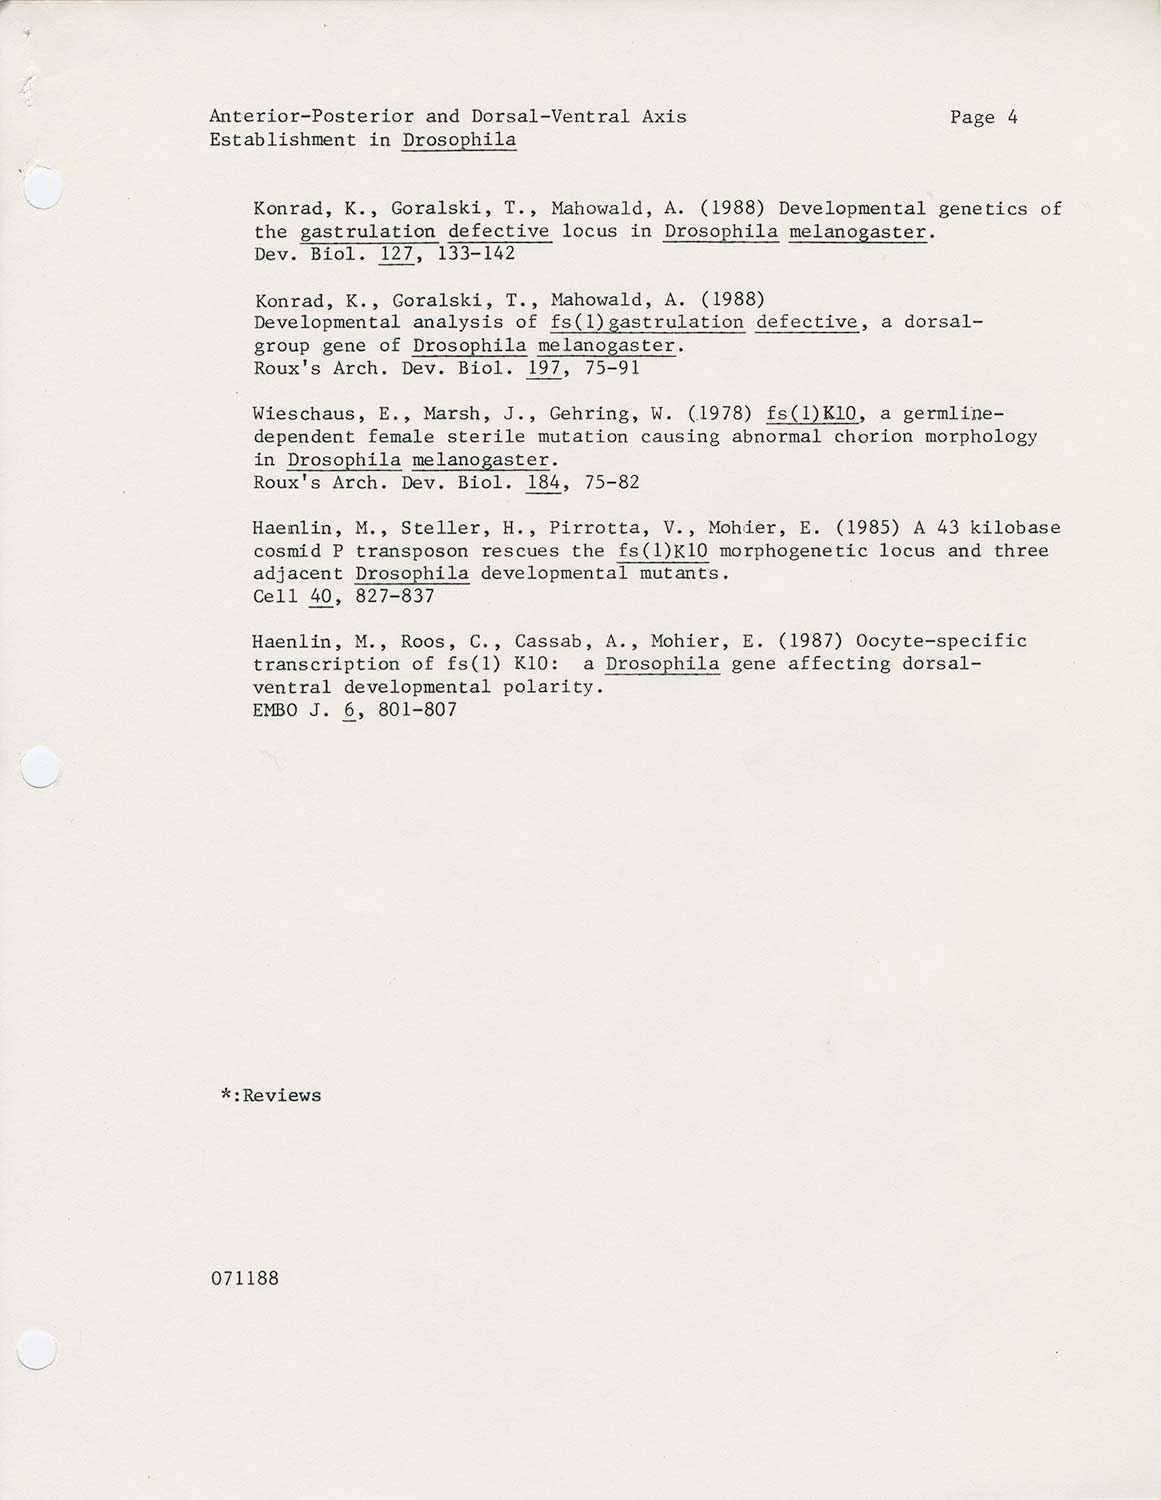 Anterior-Posterior and Dorsal-Ventral Axis Page 4
Establishment in Drosophila
Konrad, K., Goralski, T., Mahowald, A. (1988) Developmental genetics of
the gastrulation defective locus in Drosophila melanogaster.
Dev. Biol. 127, 133-142
Konrad, K., Goralski, T., Mahowald, A. (1988)
Developmental analysis of fs(1)gastrulation defective, a dorsal-
group gene of Drosophila melanogaster.
Roux's Arch. Dev. Biol. 197, 75-91
Wieschaus, E., Marsh, J., Gehring, W. (1978) fs(1)K10, a germline-
dependent female sterile mutation causing abnormal chorion morphology
in Drosophila melanogaster.
Roux's Arch. Dev. Biol. 184, 75-82
Haemlin, M., Steller, H., Pirrotta, V., Mohier, E. (1985) A 43 kilobase
cosmid P transposon rescues the fs(1)K10 morphogenetic locus and three
adjacent Drosophila developmental mutants.
Cell 40, 827-837
Haenlin, M., Roos, C., Cassab, A., Mohier, E. (1987) Oocyte-specific
transcription of fs(1) K10: a Drosophila gene affecting dorsal-
ventral developmental polarity.
EMBO J. 6, 801-807
*:Reviews
071188